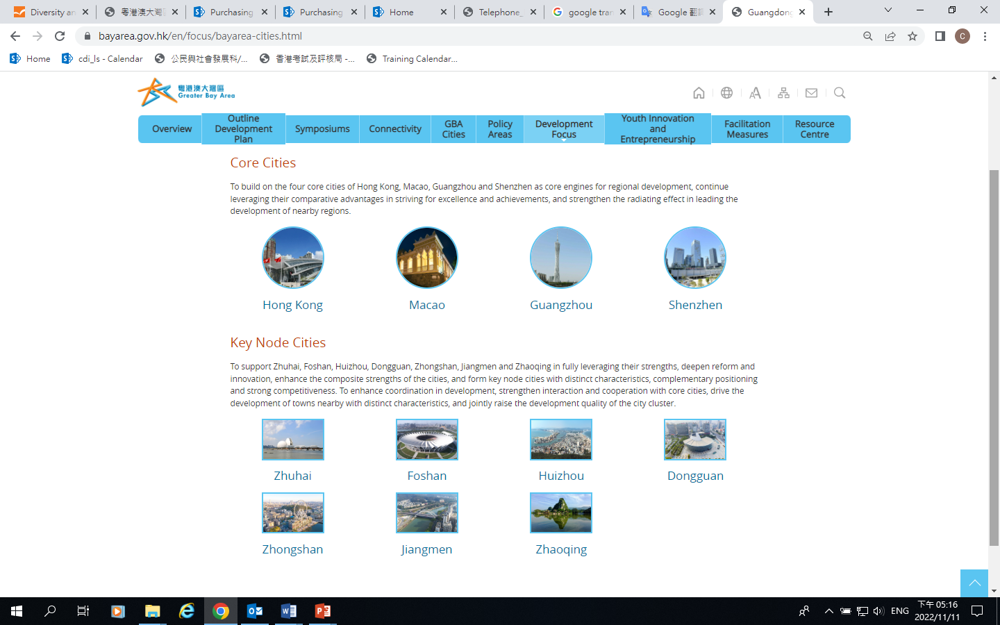 Diversity an
粵港澳大灣
Purchasing
Purchasing
Home
Telephone_
google tran
Google 翻譯
Guangdong
bayarea.gov.hk/en/focus/bayarea-cities.html
C
Home
cdi_ls - Calendar
公民與社會發展科/...
香港考試及評核局 -...
Training Calendar...
粵港澳大灣區
Greater Bay Area
Overview
Outline Development Plan
Symposiums
Connectivity
GBA Cities
Policy Areas
Development Focus
Youth Innovation and Entrepreneurship
Facilitation Measures
Resource Centre
Core Cities
To build on the four core cities of Hong Kong, Macao, Guangzhou and Shenzhen as core engines for regional development, continue
leveraging their comparative advantages in striving for excellence and achievements, and strengthen the radiating effect in leading the
development of nearby regions.
Hong Kong
Macao
Guangzhou
Shenzhen
Key Node Cities
To support Zhuhai, Foshan, Huizhou, Dongguan, Zhongshan, Jiangmen and Zhaoqing in fully leveraging their strengths, deepen reform and
innovation, enhance the composite strengths of the cities, and form key node cities with distinct characteristics, complementary positioning
and strong competitiveness. To enhance coordination in development, strengthen interaction and cooperation with core cities, drive the
development of towns nearby with distinct characteristics, and jointly raise the development quality of the city cluster.
Zhuhai
Foshan
Huizhou
Dongguan
Zhongshan
Jiangmen
Zhaoqing
ENG
下午 05:16
2022/11/11